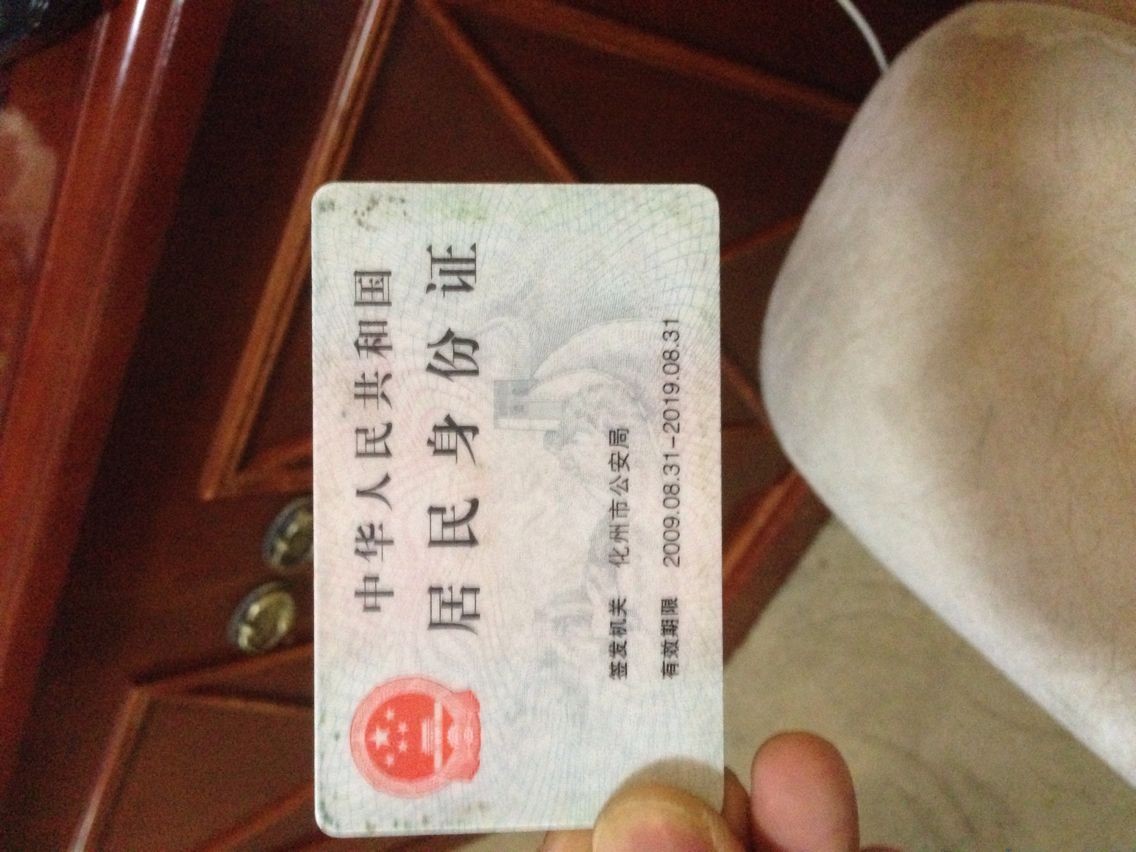 中华人民共和国
居民身份证
签发机关 化州市公安局
有效期限 2009.08.31-2019.08.31